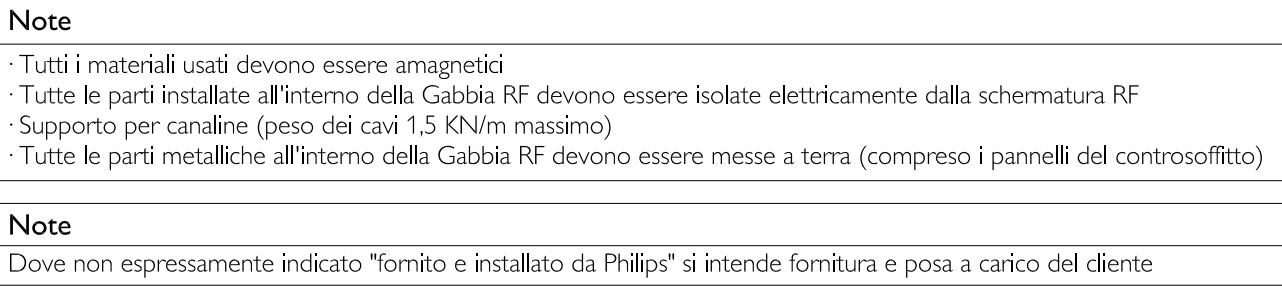 Note
· Tutti i materiali usati devono essere amagnetici
· Tutte le parti installate all'interno della Gabbia RF devono essere isolate elettricamente dalla schermatura RF
· Supporto per canaline (peso dei cavi 1,5 KN/m massimo)
· Tutte le parti metalliche all'interno della Gabbia RF devono essere messe a terra (compreso i pannelli del controsoffitto)
Note
Dove non espressamente indicato "fornito e installato da Philips" si intende fornitura e posa a carico del cliente